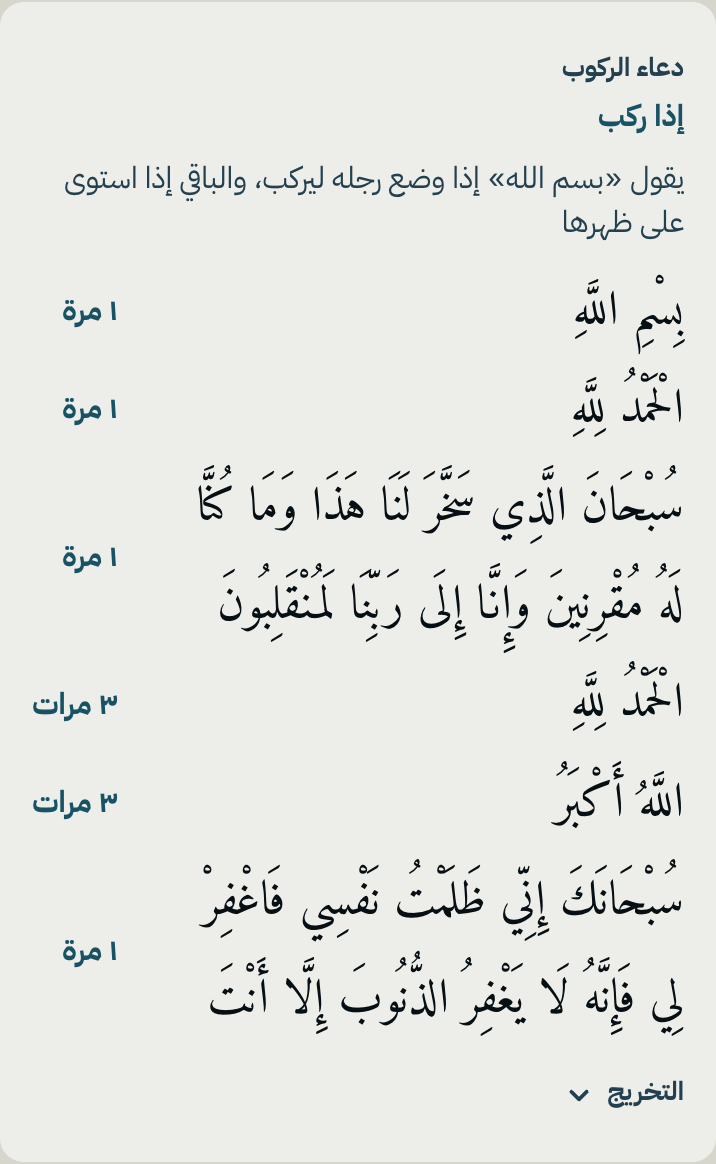 دعاء الركوب
إذا ركب
يقول «بسم الله» إذا وضع رجله ليركب، والباقي إذا استوى
على ظهرها
بِسْمِ اللَّهِ
١ مرة
الْحَمْدُ لِلَّهِ
١ مرة
سُبْحَانَ الَّذِي سَخَّرَ لَنَا هَذَا وَمَا كُنَّا
لَهُ مُقْرِنِينَ وَإِنَّا إِلَى رَبِّنَا لَمُنْقَلِبُونَ
١ مرة
الْحَمْدُ لِلَّهِ
٣ مرات
اللَّهُ أَكْبَرُ
٣ مرات
سُبْحَانَكَ إِنِّي ظَلَمْتُ نَفْسِي فَاغْفِرْ
لِي فَإِنَّهُ لَا يَغْفِرُ الذُّنُوبَ إِلَّا أَنْتَ
١ مرة
التخريج